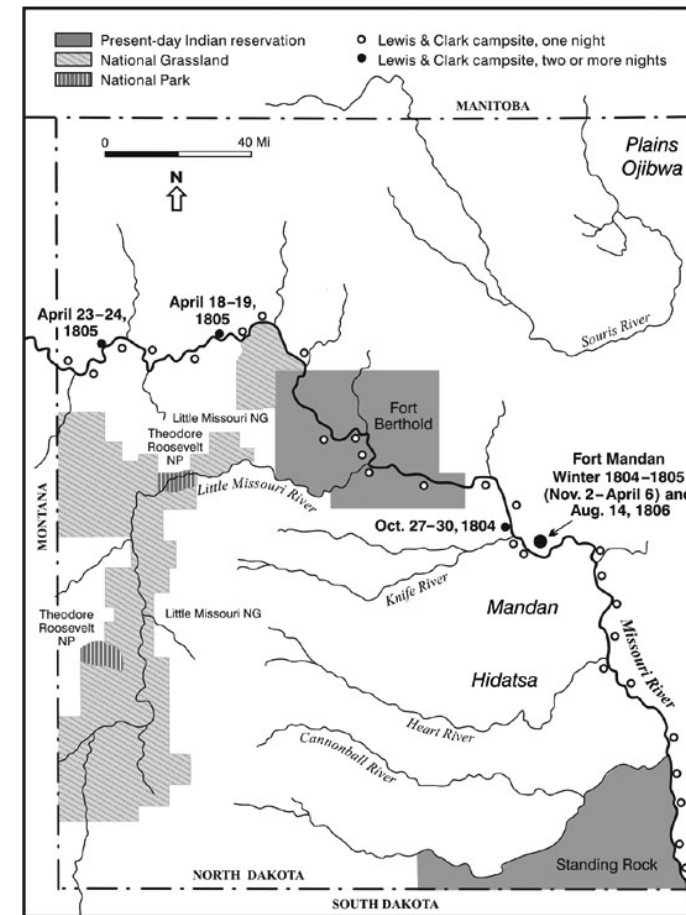 Present-day Indian reservation
National Grassland
National Park
Lewis & Clark campsite, one night
Lewis & Clark campsite, two or more nights
MANITOBA
0
40 Mi
N
Plains
Ojibwa
April 23–24,
1805
April 18–19,
1805
Souris River
Little Missouri NG
Theodore
Roosevelt
NP
Fort
Berthold
Little Missouri River
Fort Mandan
Winter 1804–1805
(Nov. 2–April 6) and
Aug. 14, 1806
MONTANA
Oct. 27–30, 1804
Knife River
Mandan
Theodore
Roosevelt
NP
Little Missouri NG
Missouri River
Hidatsa
Heart River
Cannonball River
Standing Rock
NORTH DAKOTA
SOUTH DAKOTA